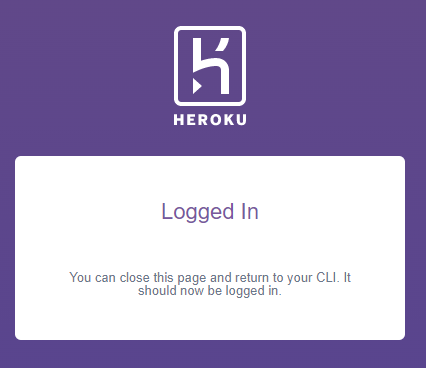 HEROKU
Logged In
You can close this page and return to your CLI. It
should now be logged in.